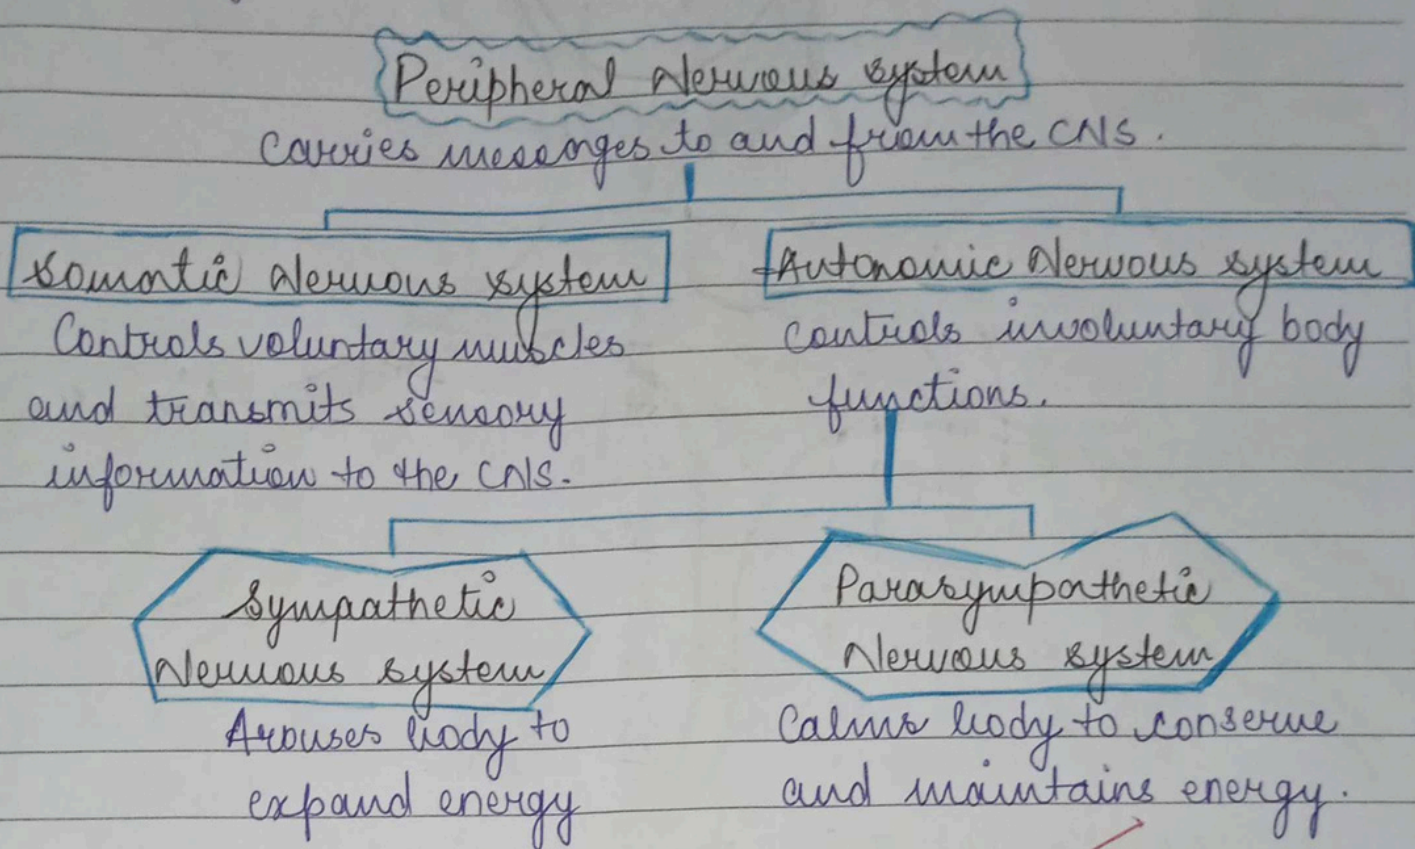 Peripheral Nervous system
Carries messages to and from the CNS.
Somatic Nervous system
Autonomic Nervous system
Controls voluntary muscles
and transmits sensory
information to the CNS.
controls involuntary body
functions.
Sympathetic
Nervous system
Arouses body to
expand energy
Parasympathetic
Nervous system
Calms body to conserve
and maintains energy.